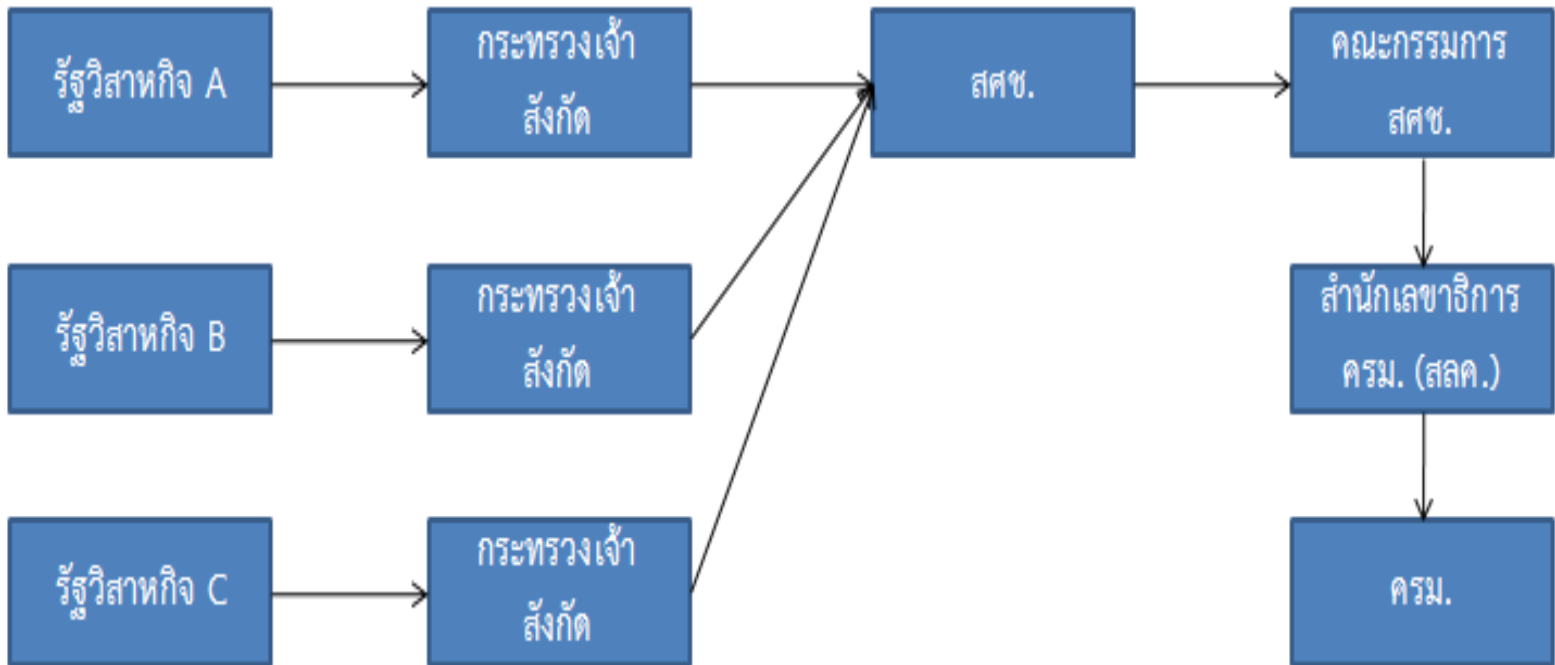 รัฐวิสาหกิจ A
กระทรวงเจ้า
สังกัด
สศช.
คณะกรรมการ
สศช.
รัฐวิสาหกิจ B
กระทรวงเจ้า
สังกัด
สำนักเลขาธิการ
ครม. (สลค.)
รัฐวิสาหกิจ C
กระทรวงเจ้า
สังกัด
ครม.